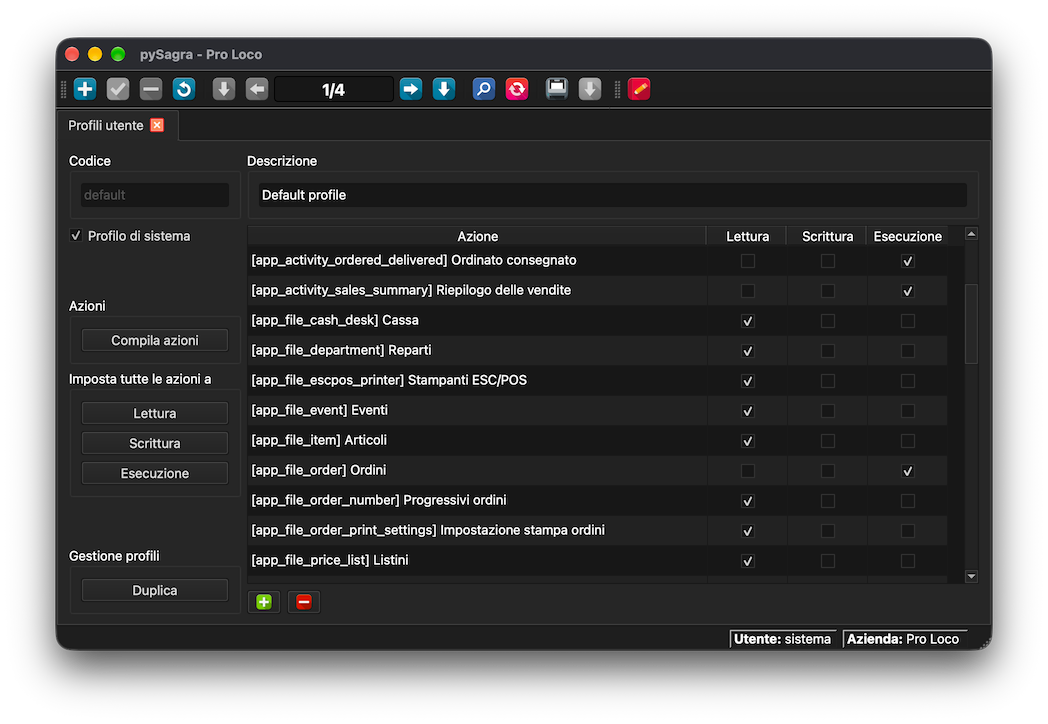 pySagra - Pro Loco
1/4
Profili utente
Codice
Descrizione
default
Default profile
Profilo di sistema
Azione
Lettura
Scrittura
Esecuzione
[app_activity_ordered_delivered] Ordinato consegnato
[app_activity_sales_summary] Riepilogo delle vendite
[app_file_cash_desk] Cassa
[app_file_department] Reparti
[app_file_escpos_printer] Stampanti ESC/POS
[app_file_event] Eventi
[app_file_item] Articoli
[app_file_order] Ordini
[app_file_order_number] Progressivi ordini
[app_file_order_print_settings] Impostazione stampa ordini
[app_file_price_list] Listini
Azioni
Compila azioni
Imposta tutte le azioni a
Lettura
Scrittura
Esecuzione
Gestione profili
Duplica
Utente: sistema
Azienda: Pro Loco